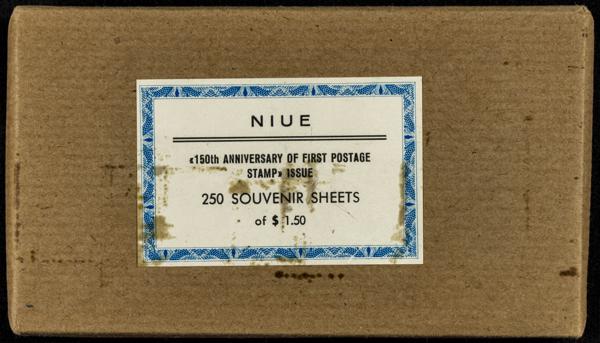 NIUE
«150th ANNIVERSARY OF FIRST POSTAGE
STAMP» ISSUE
250 SOUVENIR SHEETS
of $ 1.50